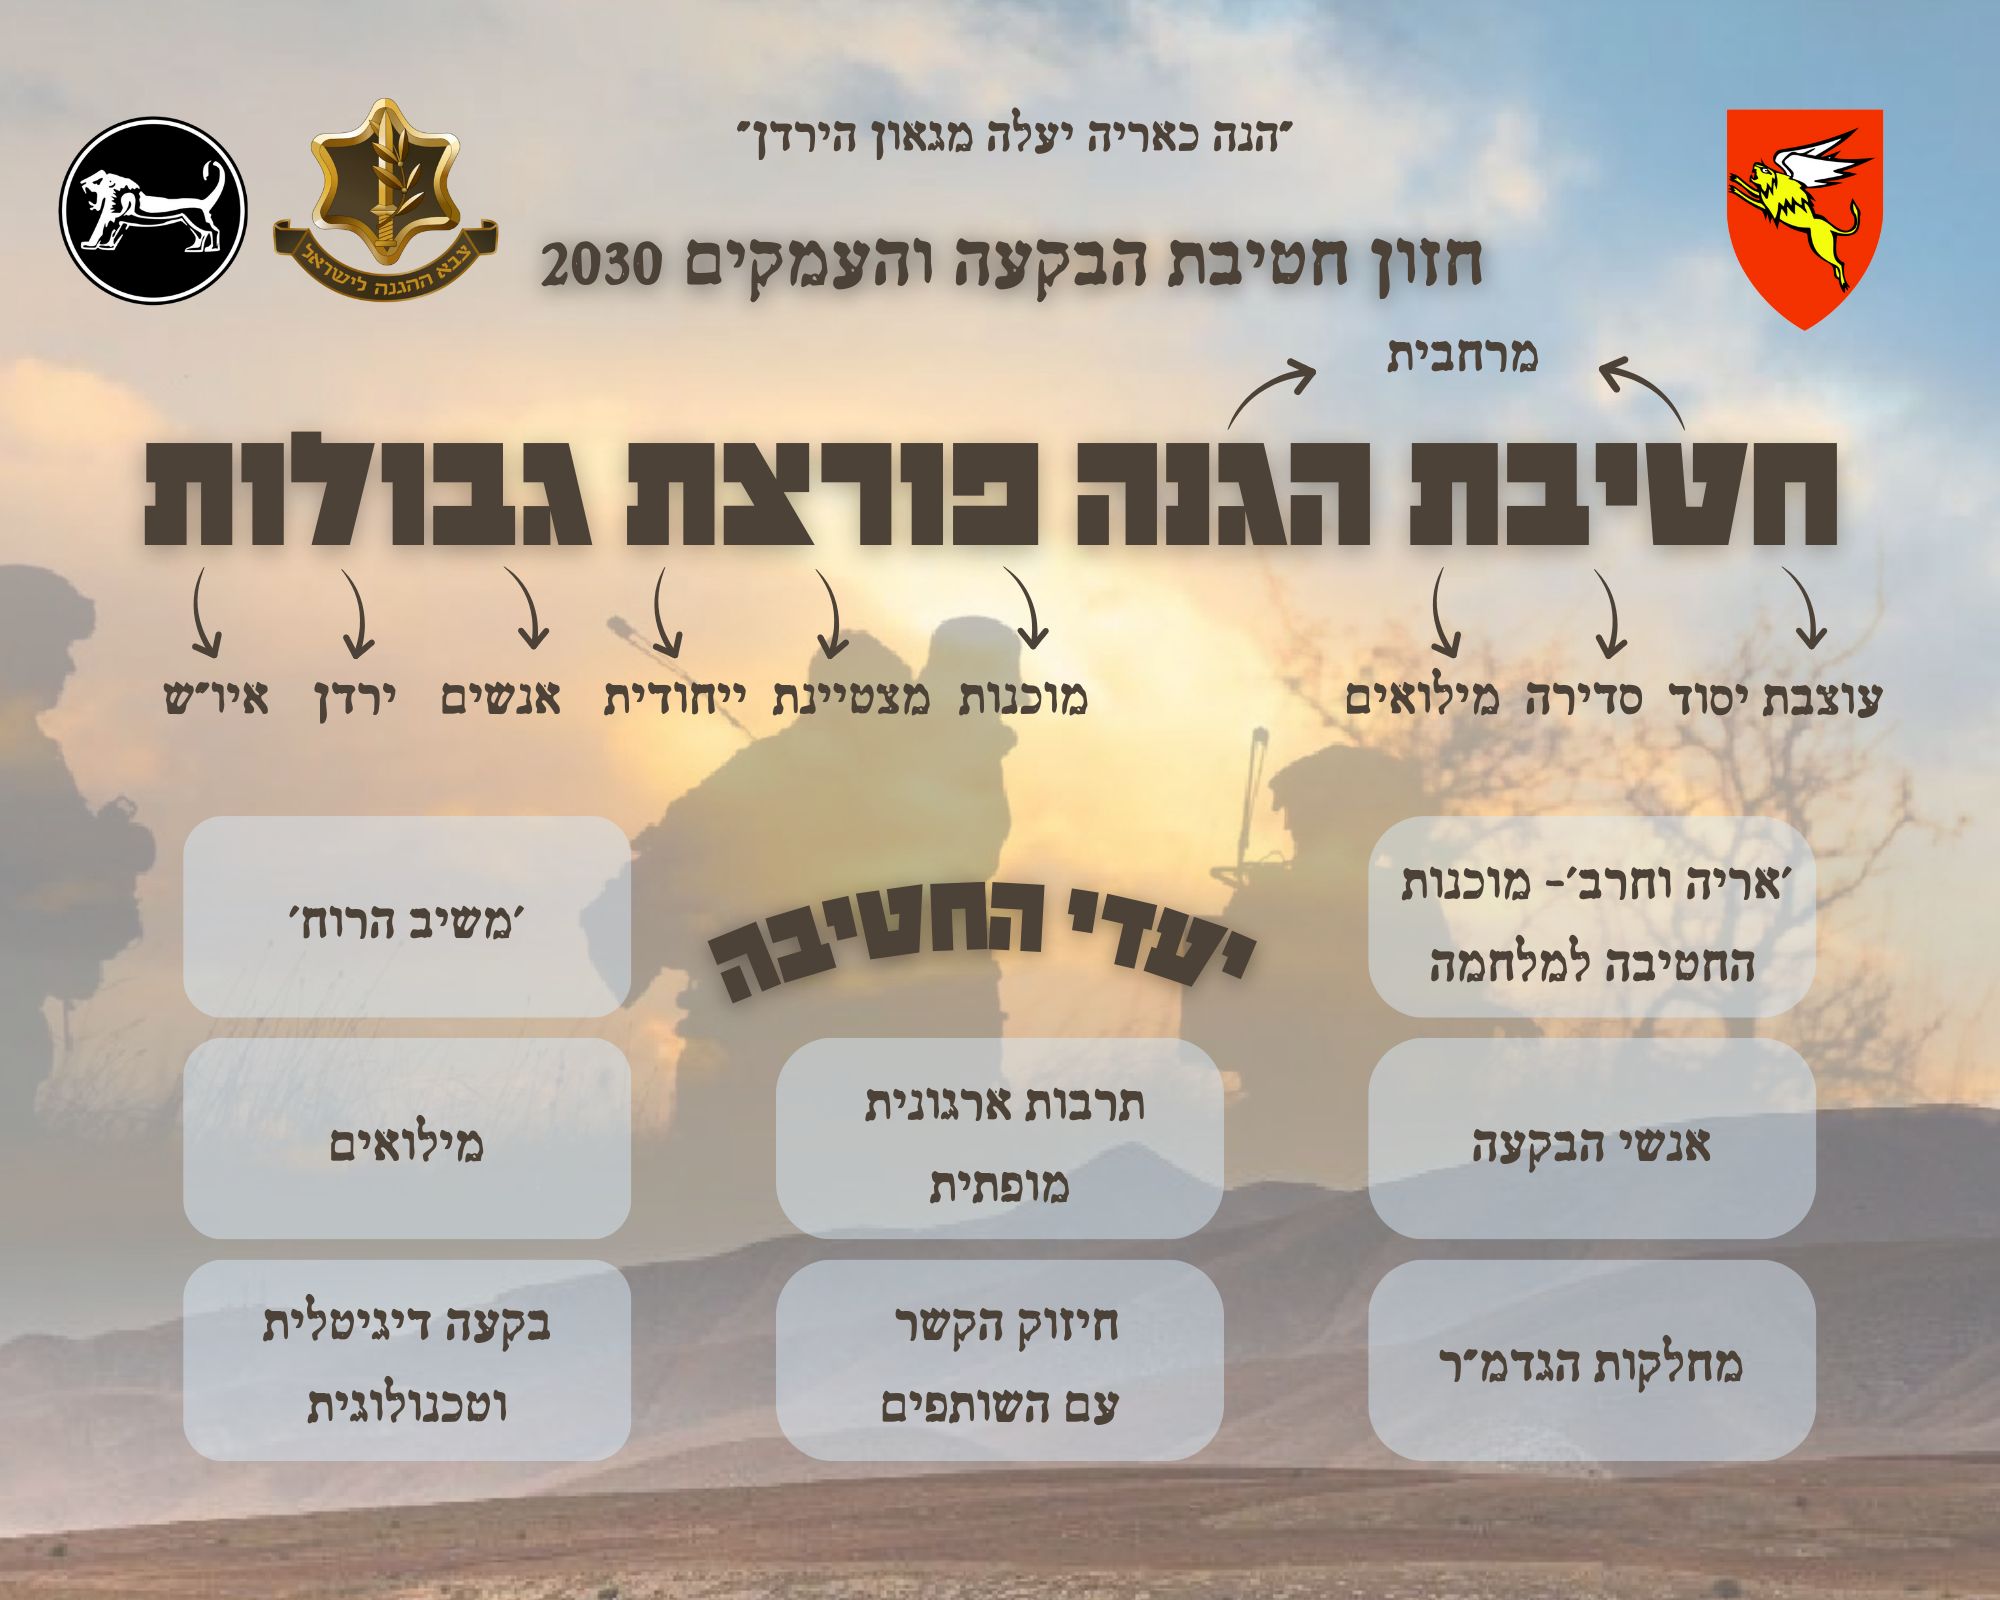 ״הנה כאריה יעלה מגאון הירדן״
צבא ההגנה לישראל
חזון חטיבת הבקעה והעמקים 2030
מרחבית
חטיבת הגנה פורצת גבולות
עוצבת יסוד סדירה מילואים מוכנות מצטיינת ייחודית אנשים ירדן איו״ש
יעדי החטיבה
׳אריה וחרב׳- מוכנות
החטיבה למלחמה
׳משיב הרוח׳
אנשי הבקעה
תרבות ארגונית
מופתית
מילואים
מחלקות הגדמ״ר
חיזוק הקשר
עם השותפים
בקעה דיגיטלית
וטכנולוגית